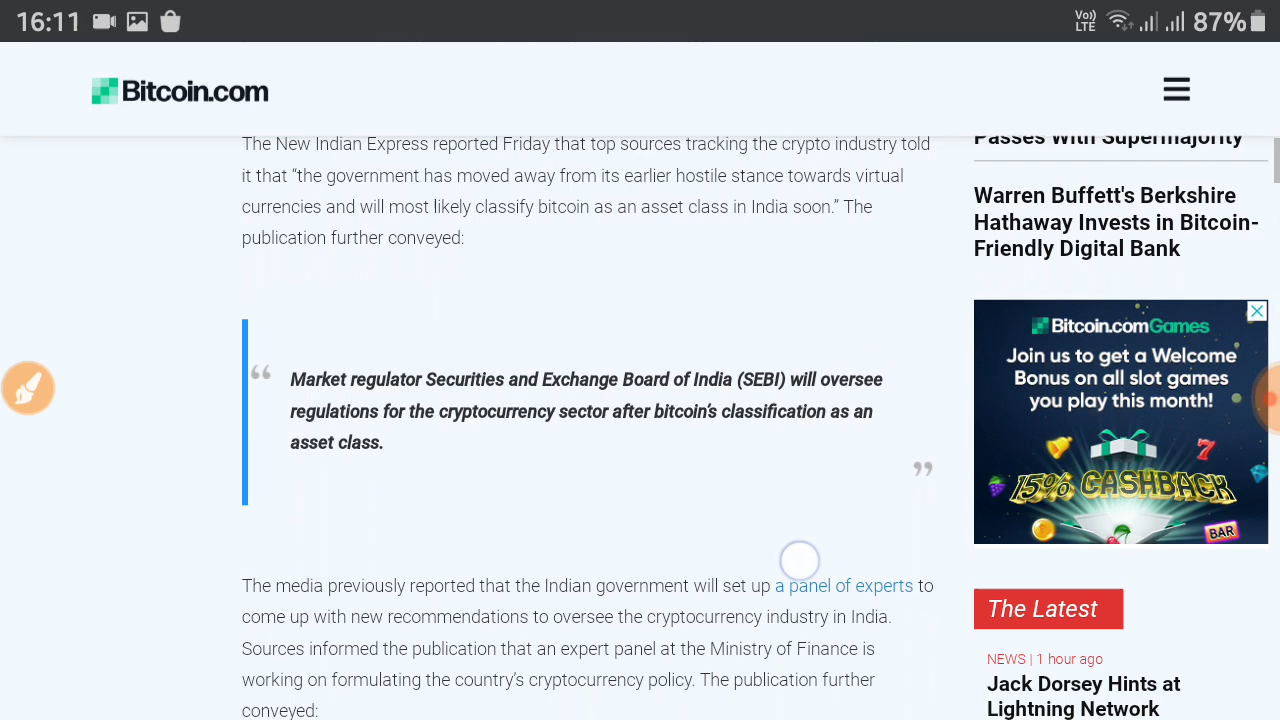 16:11
Vo))
LTE
87%
Bitcoin.com
The New Indian Express reported Friday that top sources tracking the crypto industry told
it that “the government has moved away from its earlier hostile stance towards virtual
currencies and will most likely classify bitcoin as an asset class in India soon.” The
publication further conveyed:
“
Market regulator Securities and Exchange Board of India (SEBI) will oversee
regulations for the cryptocurrency sector after bitcoin’s classification as an
asset class.
”
The media previously reported that the Indian government will set up a panel of experts to
come up with new recommendations to oversee the cryptocurrency industry in India.
Sources informed the publication that an expert panel at the Ministry of Finance is
working on formulating the country’s cryptocurrency policy. The publication further
conveyed:
Passes With Supermajority
Warren Buffett's Berkshire
Hathaway Invests in Bitcoin-
Friendly Digital Bank
Bitcoin.com Games
Join us to get a Welcome
Bonus on all slot games
you play this month!
7
15% CASHBACK
BAR
The Latest
NEWS | 1 hour ago
Jack Dorsey Hints at
Lightning Network